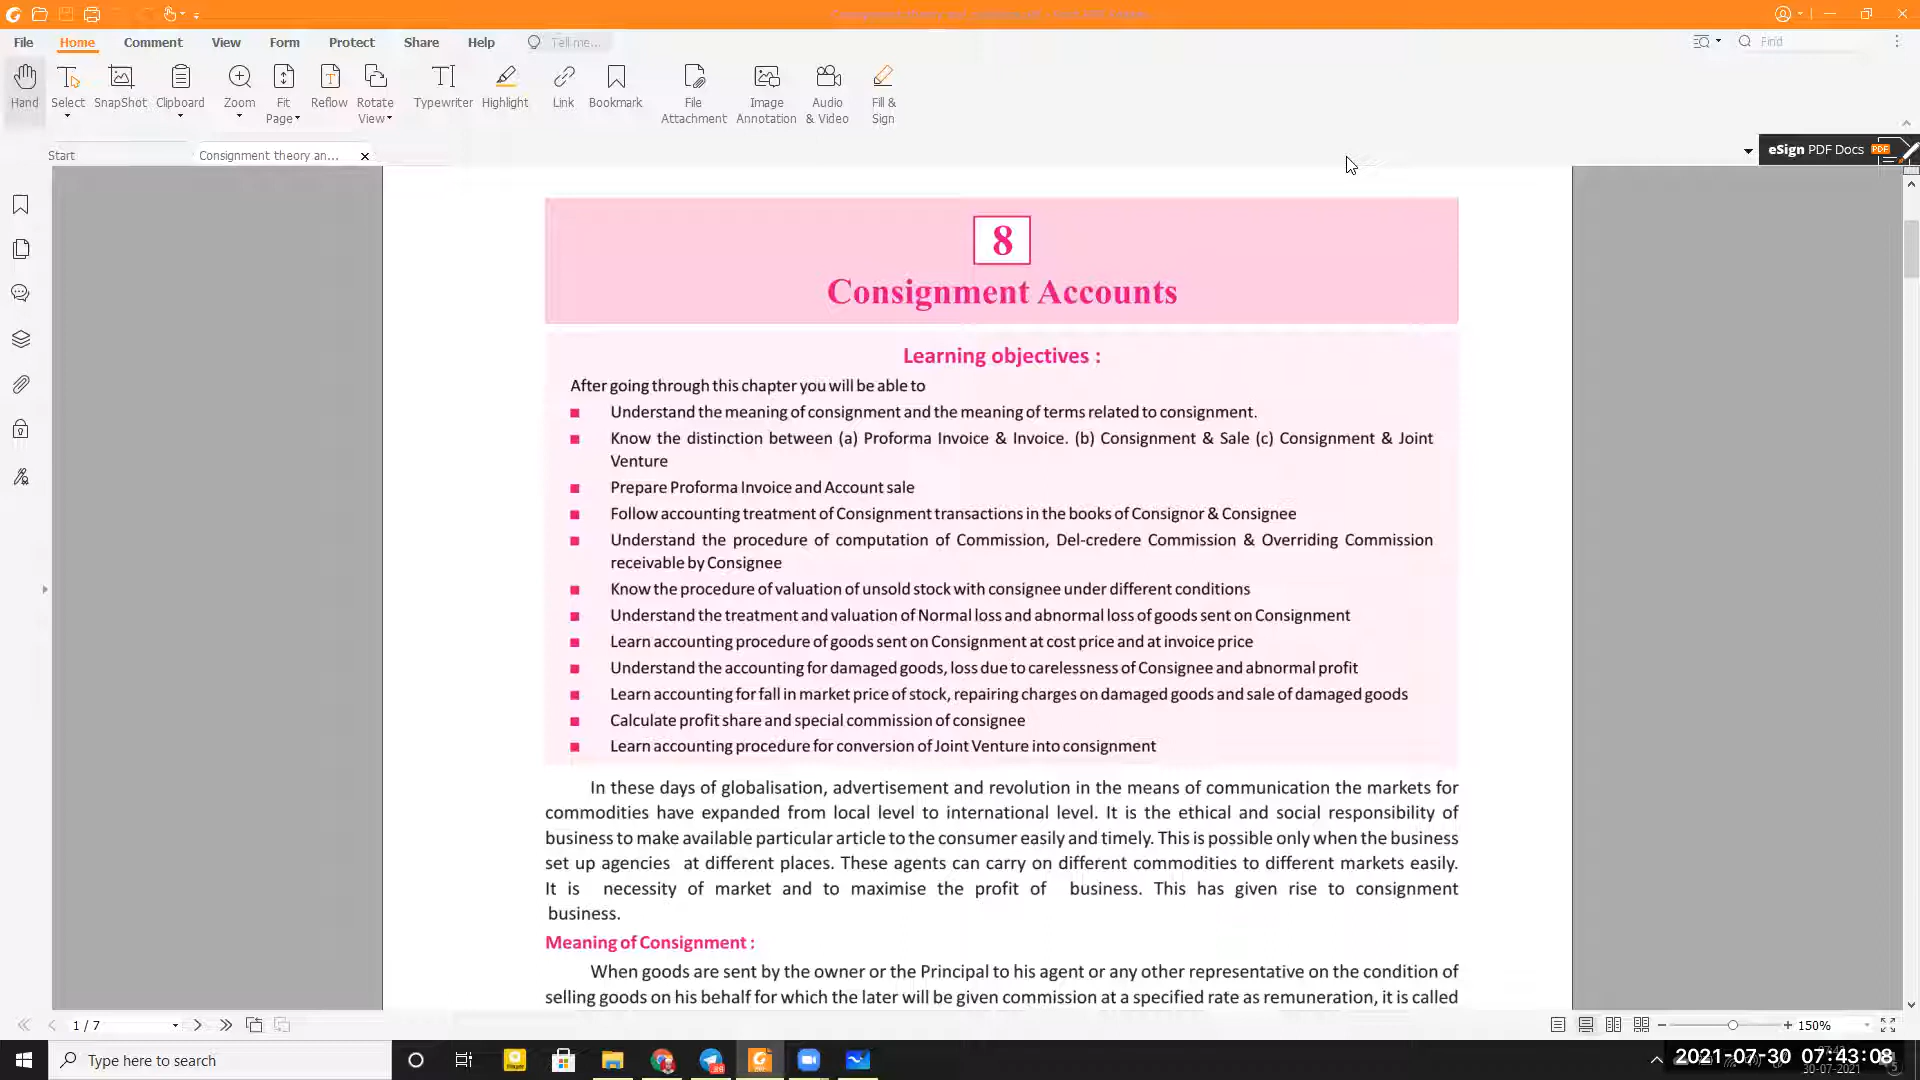 File Home Comment View Form Protect Share Help Tell me... Find
Hand Select SnapShot Clipboard Zoom Fit Page Reflow Rotate View Typewriter Highlight Link Bookmark File Attachment Image Annotation Audio & Video Fill & Sign
Start Consignment theory an... eSign PDF Docs PDF
8
Consignment Accounts
Learning objectives :
After going through this chapter you will be able to
Understand the meaning of consignment and the meaning of terms related to consignment.
Know the distinction between (a) Proforma Invoice & Invoice. (b) Consignment & Sale (c) Consignment & Joint
Venture
Prepare Proforma Invoice and Account sale
Follow accounting treatment of Consignment transactions in the books of Consignor & Consignee
Understand the procedure of computation of Commission, Del-credere Commission & Overriding Commission
receivable by Consignee
Know the procedure of valuation of unsold stock with consignee under different conditions
Understand the treatment and valuation of Normal loss and abnormal loss of goods sent on Consignment
Learn accounting procedure of goods sent on Consignment at cost price and at invoice price
Understand the accounting for damaged goods, loss due to carelessness of Consignee and abnormal profit
Learn accounting for fall in market price of stock, repairing charges on damaged goods and sale of damaged goods
Calculate profit share and special commission of consignee
Learn accounting procedure for conversion of Joint Venture into consignment
In these days of globalisation, advertisement and revolution in the means of communication the markets for
commodities have expanded from local level to international level. It is the ethical and social responsibility of
business to make available particular article to the consumer easily and timely. This is possible only when the business
set up agencies at different places. These agents can carry on different commodities to different markets easily.
It is necessity of market and to maximise the profit of business. This has given rise to consignment
business.
Meaning of Consignment :
When goods are sent by the owner or the Principal to his agent or any other representative on the condition of
selling goods on his behalf for which the later will be given commission at a specified rate as remuneration, it is called
1 / 7 150%
Type here to search 2021-07-30 07:43:08
30-07-2021